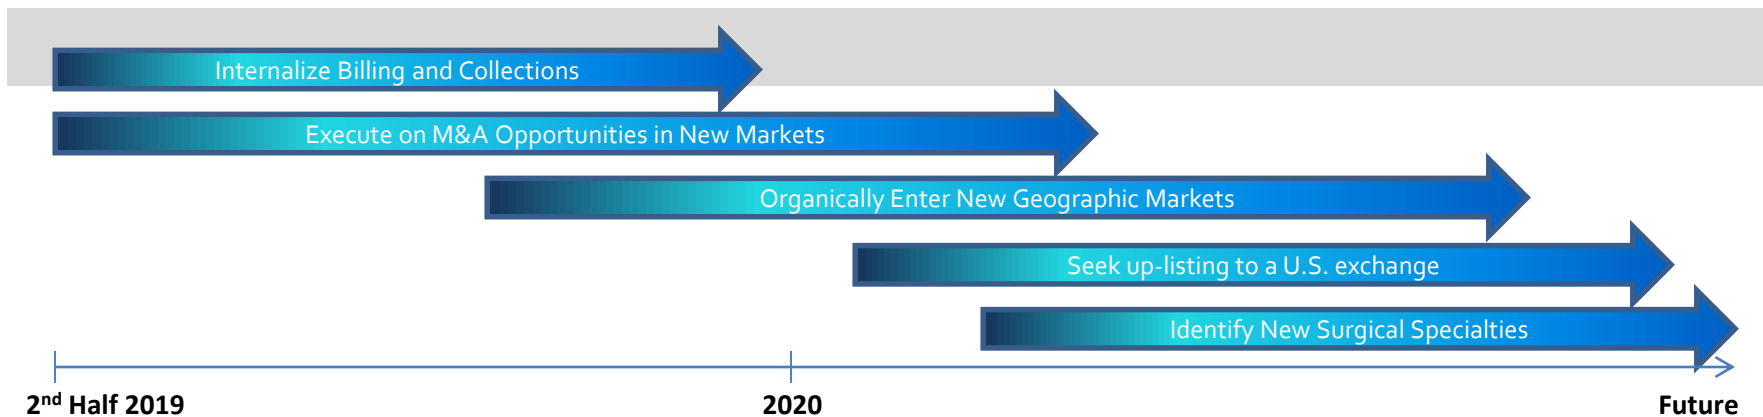 Internalize Billing and Collections
Execute on M&A Opportunities in New Markets
Organically Enter New Geographic Markets
Seek up-listing to a U.S. exchange
Identify New Surgical Specialties
2nd Half 2019
2020
Future